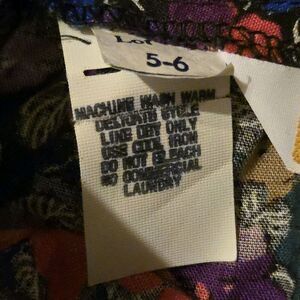 Lot
5-6
MACHINE WASH WARM
DELICATE CYCLE
LINE DRY ONLY
USE COOL IRON
DO NOT BLEACH
NO COMMERCIAL
LAUNDRY